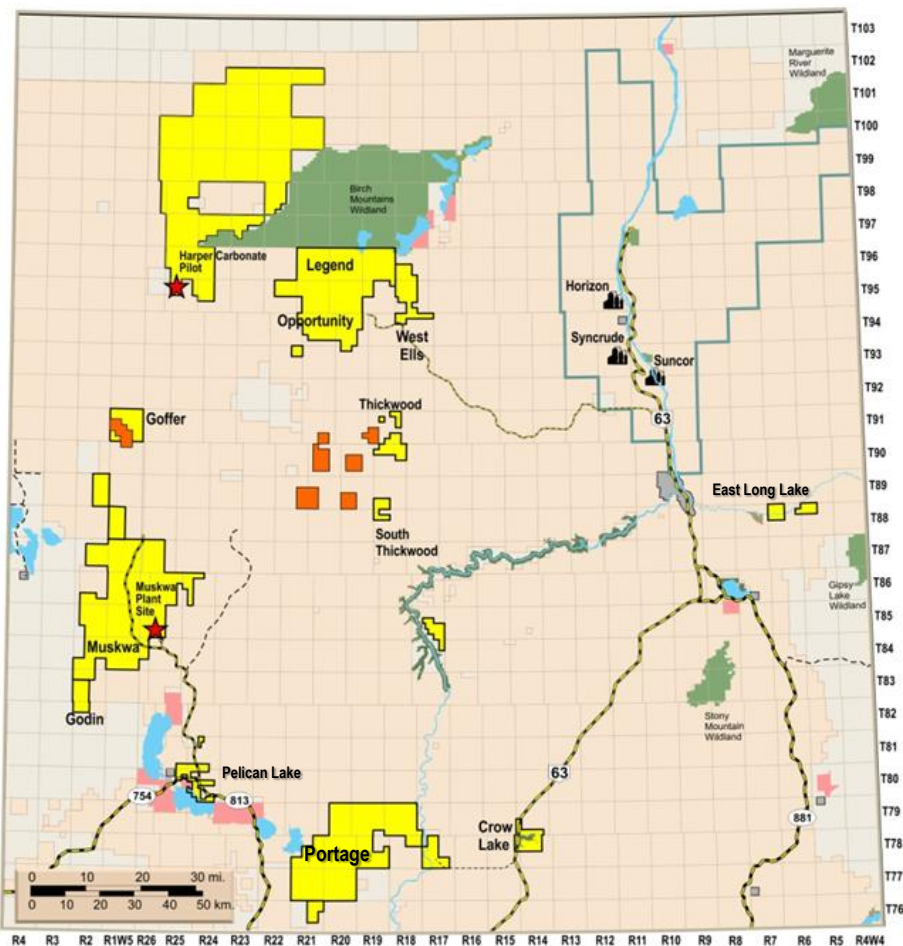 T103
T102
Marguerite
River
Wildland
T101
T100
T99
T98
Birch
Mountains
Wildland
T97
Harper Carbonate
Pilot
Legend
T96
T95
Horizon
Opportunity
T94
West
Ells
Syncrude
Suncor
T93
T92
Thickwood
Goffer
63
T91
T90
T89
East Long Lake
T88
South
Thickwood
T87
Muskwa
Plant
Site
T86
Gipsy
Lake
Wildland
T85
Muskwa
T84
T83
Godin
Stony
Mountain
Wildland
T82
T81
Pelican Lake
63
T80
754
813
T79
881
Crow
Lake
T78
Portage
T77
0 10 20 30 mi.
0 10 20 30 40 50 km.
T76
R4 R3 R2 R1W5 R26 R25 R24 R23 R22 R21 R20 R19 R18 R17 R16 R15 R14 R13 R12 R11 R10 R9 R8 R7 R6 R5 R4W4